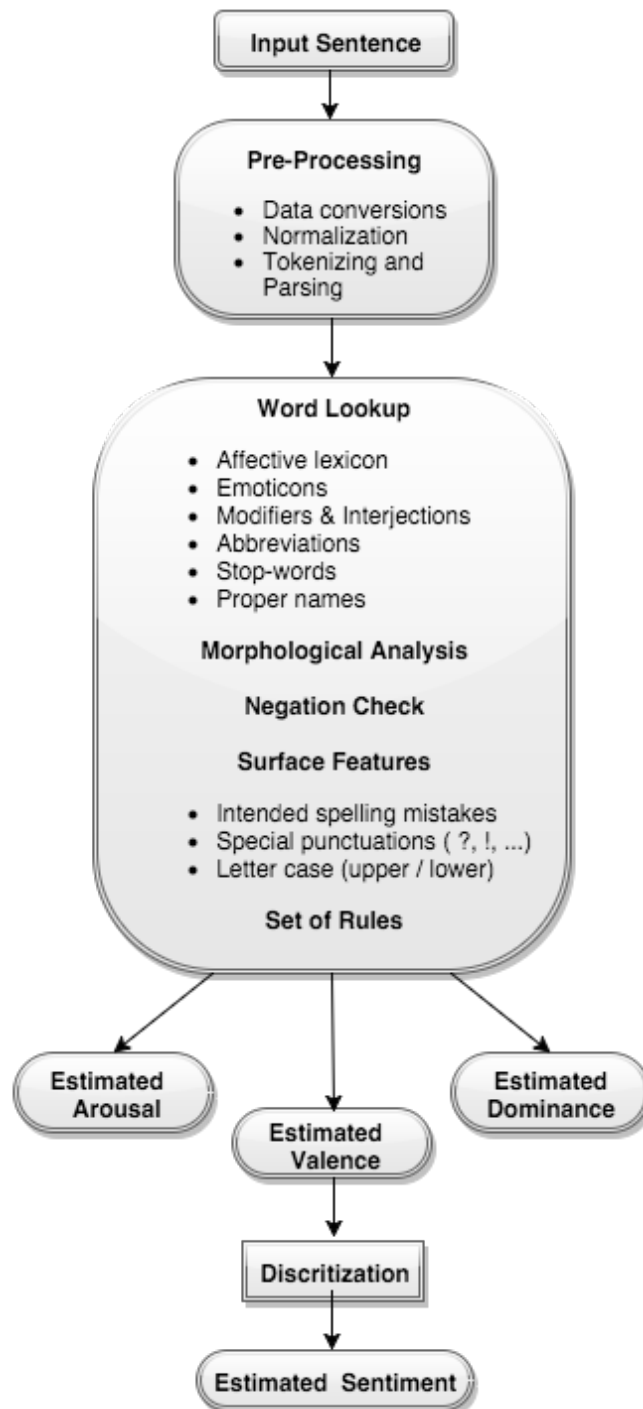 Input Sentence
Pre-Processing
• Data conversions
• Normalization
• Tokenizing and
Parsing
Word Lookup
• Affective lexicon
• Emoticons
• Modifiers & Interjections
• Abbreviations
• Stop-words
• Proper names
Morphological Analysis
Negation Check
Surface Features
• Intended spelling mistakes
• Special punctuations ( ?, !, ...)
• Letter case (upper / lower)
Set of Rules
Estimated
Arousal
Estimated
Valence
Estimated
Dominance
Discritization
Estimated Sentiment